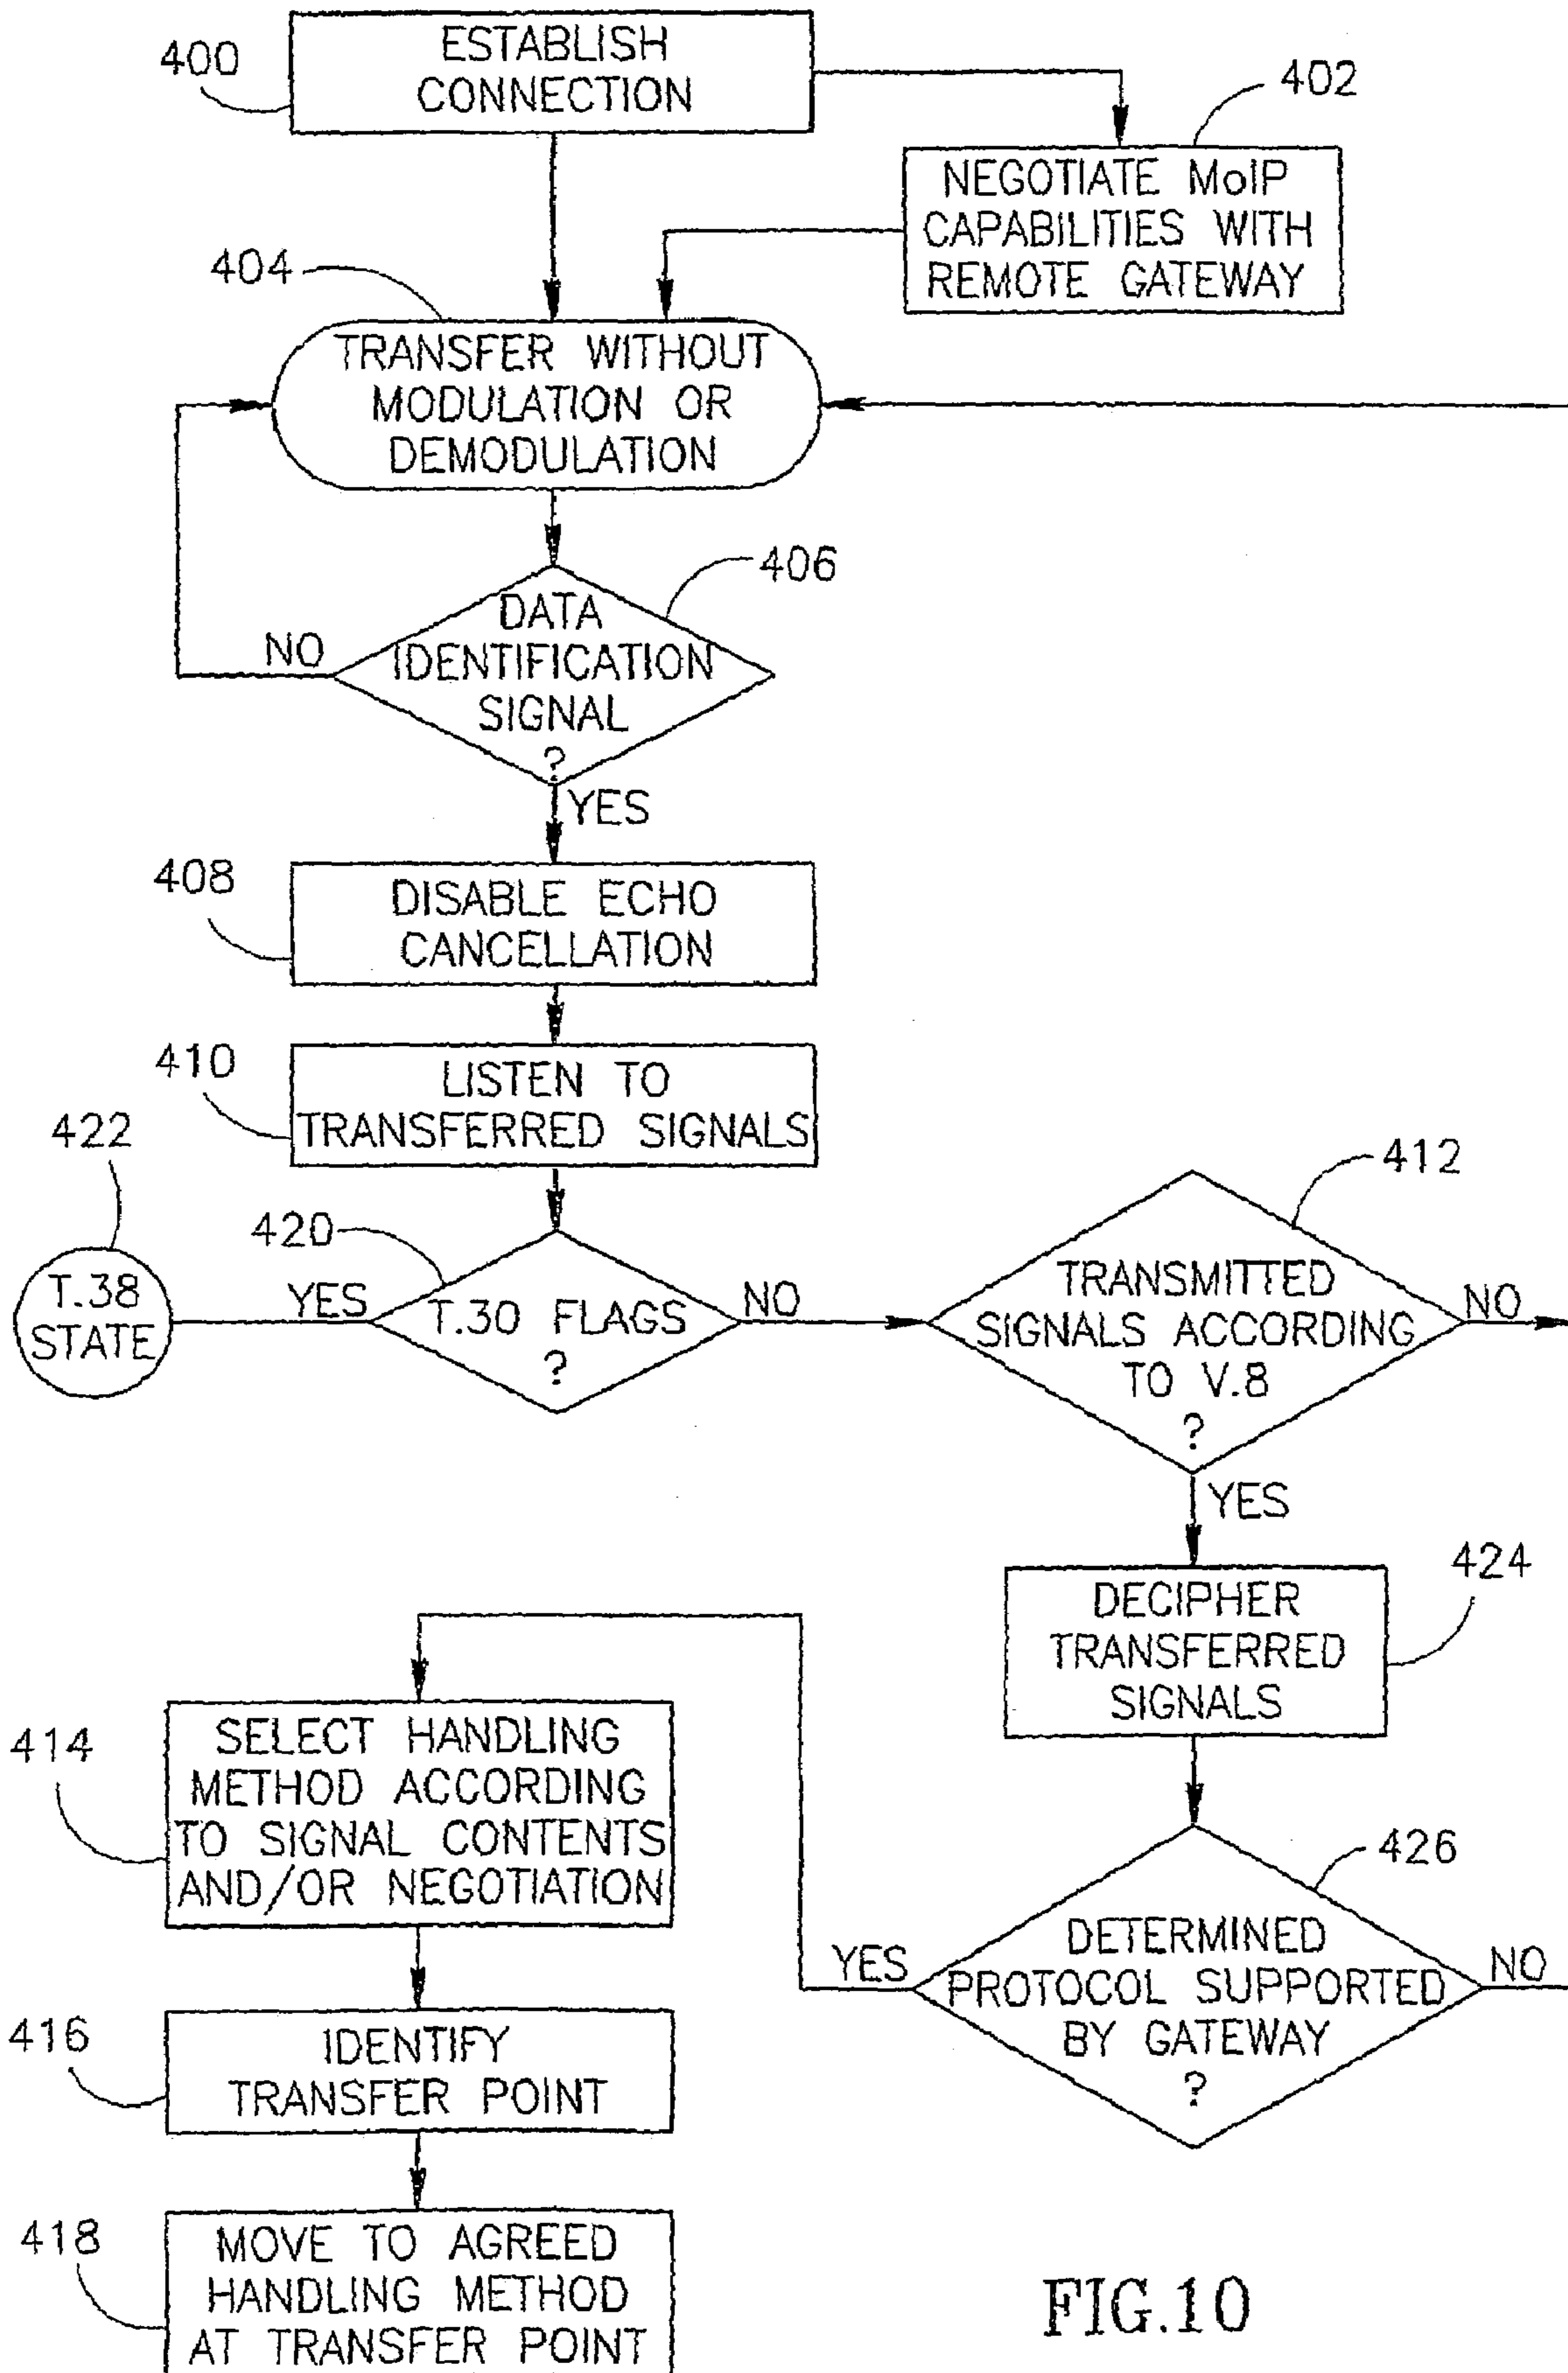 400
ESTABLISH
CONNECTION
402
NEGOTIATE MoIP
CAPABILITIES WITH
REMOTE GATEWAY
404
TRANSFER WITHOUT
MODULATION OR
DEMODULATION
406
DATA
IDENTIFICATION
SIGNAL
?
NO
YES
408
DISABLE ECHO
CANCELLATION
410
LISTEN TO
TRANSFERRED SIGNALS
422
T.38
STATE
YES
420
T.30 FLAGS
?
NO
412
TRANSMITTED
SIGNALS ACCORDING
TO V.8
?
NO
YES
424
DECIPHER
TRANSFERRED
SIGNALS
426
DETERMINED
PROTOCOL SUPPORTED
BY GATEWAY
?
YES
NO
414
SELECT HANDLING
METHOD ACCORDING
TO SIGNAL CONTENTS
AND/OR NEGOTIATION
416
IDENTIFY
TRANSFER POINT
418
MOVE TO AGREED
HANDLING METHOD
AT TRANSFER POINT
FIG.10